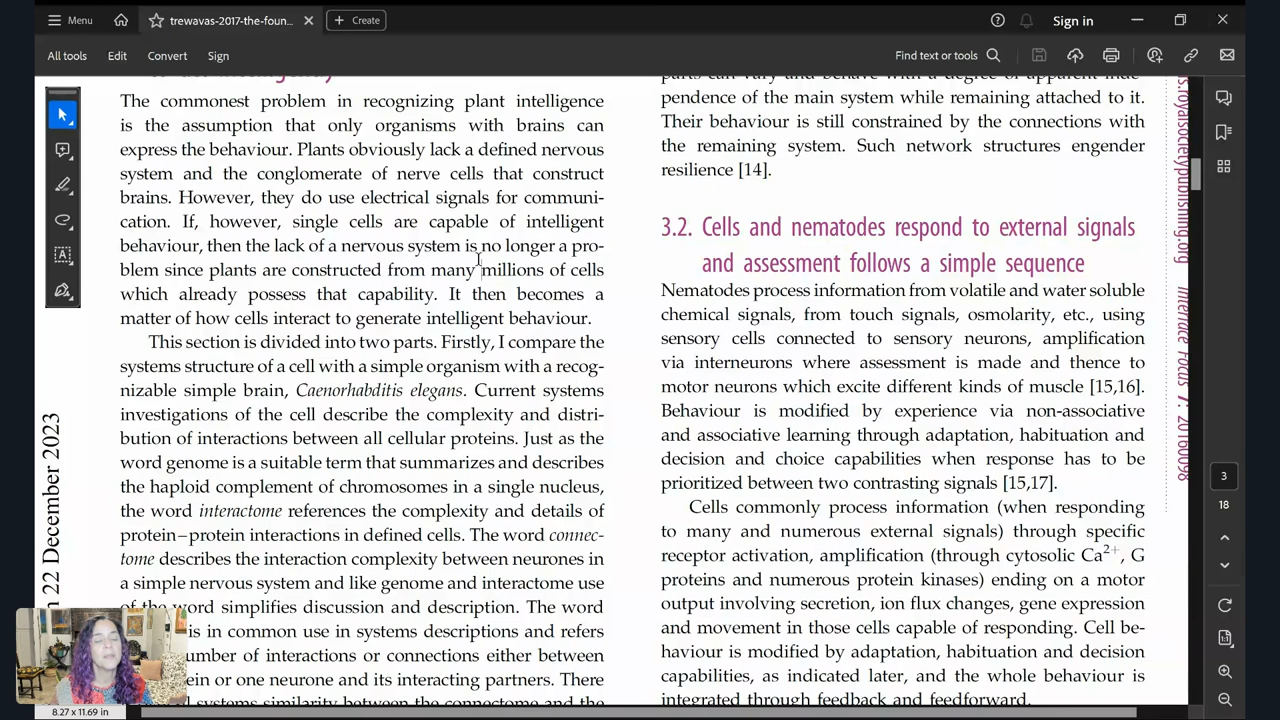 Menu
trewavas-2017-the-foun...
Create
Sign in
All tools
Edit
Convert
Sign
Find text or tools
The commonest problem in recognizing plant intelligence
is the assumption that only organisms with brains can
express the behaviour. Plants obviously lack a defined nervous
system and the conglomerate of nerve cells that construct
brains. However, they do use electrical signals for communi-
cation. If, however, single cells are capable of intelligent
behaviour, then the lack of a nervous system is no longer a pro-
blem since plants are constructed from many millions of cells
which already possess that capability. It then becomes a
matter of how cells interact to generate intelligent behaviour.
This section is divided into two parts. Firstly, I compare the
systems structure of a cell with a simple organism with a recog-
nizable simple brain, Caenorhabditis elegans. Current systems
investigations of the cell describe the complexity and distri-
bution of interactions between all cellular proteins. Just as the
word genome is a suitable term that summarizes and describes
the haploid complement of chromosomes in a single nucleus,
the word interactome references the complexity and details of
protein–protein interactions in defined cells. The word connec-
tome describes the interaction complexity between neurones in
a simple nervous system and like genome and interactome use
of the word simplifies discussion and description. The word
is in common use in systems descriptions and refers
umber of interactions or connections either between
ein or one neurone and its interacting partners. There
systems similarity between the connectome and the
parts can vary and behave with a degree of apparent inde-
pendence of the main system while remaining attached to it.
Their behaviour is still constrained by the connections with
the remaining system. Such network structures engender
resilience [14].
3.2. Cells and nematodes respond to external signals
and assessment follows a simple sequence
Nematodes process information from volatile and water soluble
chemical signals, from touch signals, osmolarity, etc., using
sensory cells connected to sensory neurons, amplification
via interneurons where assessment is made and thence to
motor neurons which excite different kinds of muscle [15,16].
Behaviour is modified by experience via non-associative
and associative learning through adaptation, habituation and
decision and choice capabilities when response has to be
prioritized between two contrasting signals [15,17].
Cells commonly process information (when responding
to many and numerous external signals) through specific
receptor activation, amplification (through cytosolic Ca2+, G
proteins and numerous protein kinases) ending on a motor
output involving secretion, ion flux changes, gene expression
and movement in those cells capable of responding. Cell be-
haviour is modified by adaptation, habituation and decision
capabilities, as indicated later, and the whole behaviour is
integrated through feedback and feedforward.
s.royalsocietypublishing.org
Interface Focus 7: 20160098
n 22 December 2023
3
18
8.27 x 11.69 in